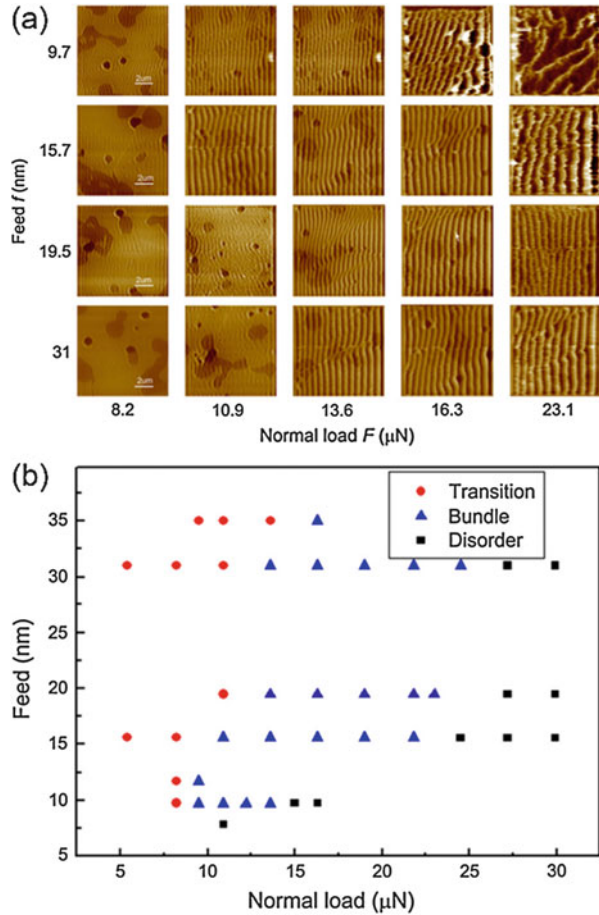 (a)
Feed f (nm)
9.7
2um
15.7
2um
19.5
2um
31
2um
8.2 10.9 13.6 16.3 23.1
Normal load F (μN)
(b)
Transition
Bundle
Disorder
Feed (nm)
35
30
25
20
15
10
5
5 10 15 20 25 30
Normal load (μN)